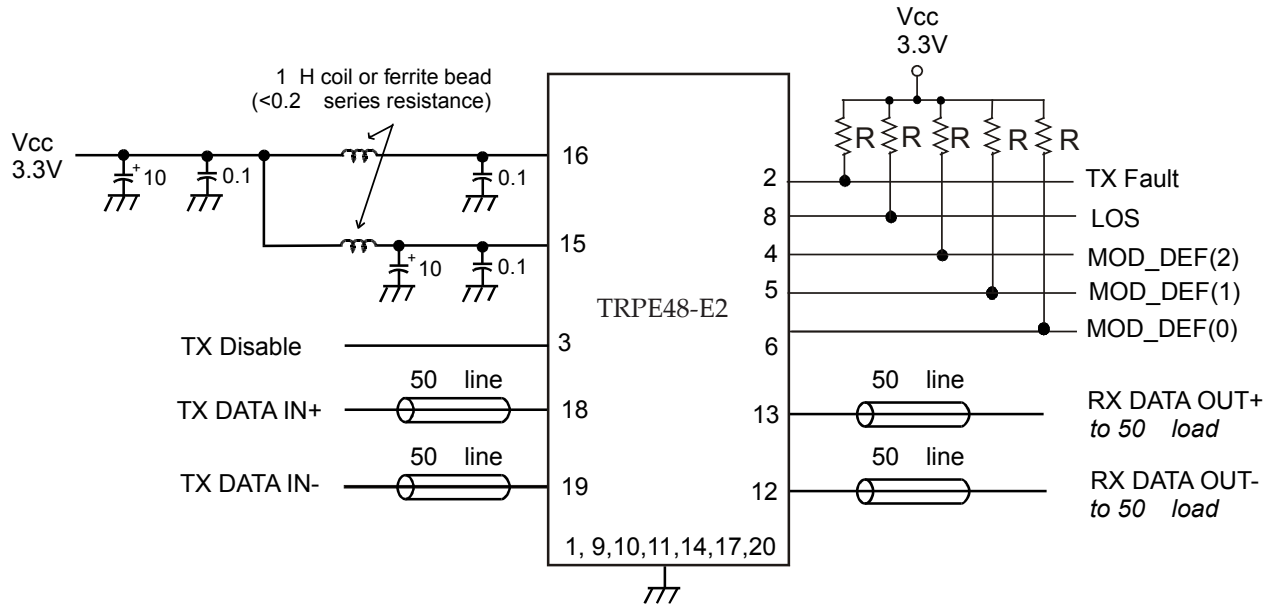 Vcc
3.3V
1 H coil or ferrite bead
(<0.2 series resistance)
Vcc
3.3V
+
10
0.1
0.1
16
15
+
10
0.1
R
R
R
R
R
2
TX Fault
8
LOS
4
MOD_DEF(2)
5
MOD_DEF(1)
6
MOD_DEF(0)
TRPE48-E2
TX Disable
3
50 line
TX DATA IN+
18
50 line
TX DATA IN-
19
50 line
13
RX DATA OUT+
to 50 load
50 line
12
RX DATA OUT-
to 50 load
1, 9,10,11,14,17,20